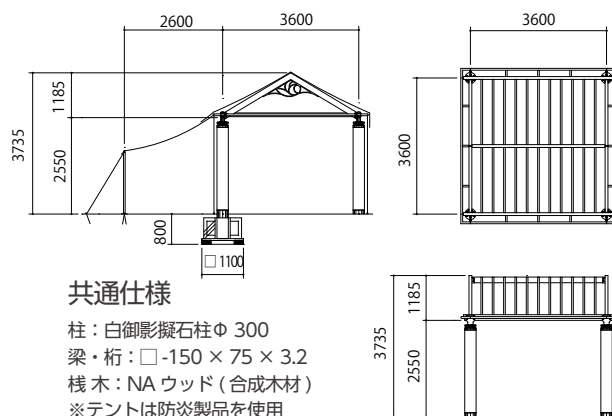 2600
3600
3600
1185
3735
2550
3600
800
□ 1100
共通仕様
柱：白御影擬石柱Φ 300
梁・桁：□ -150 × 75 × 3.2
桟 木：NA ウッド ( 合成木材 )
※テントは防炎製品を使用
1185
3735
2550